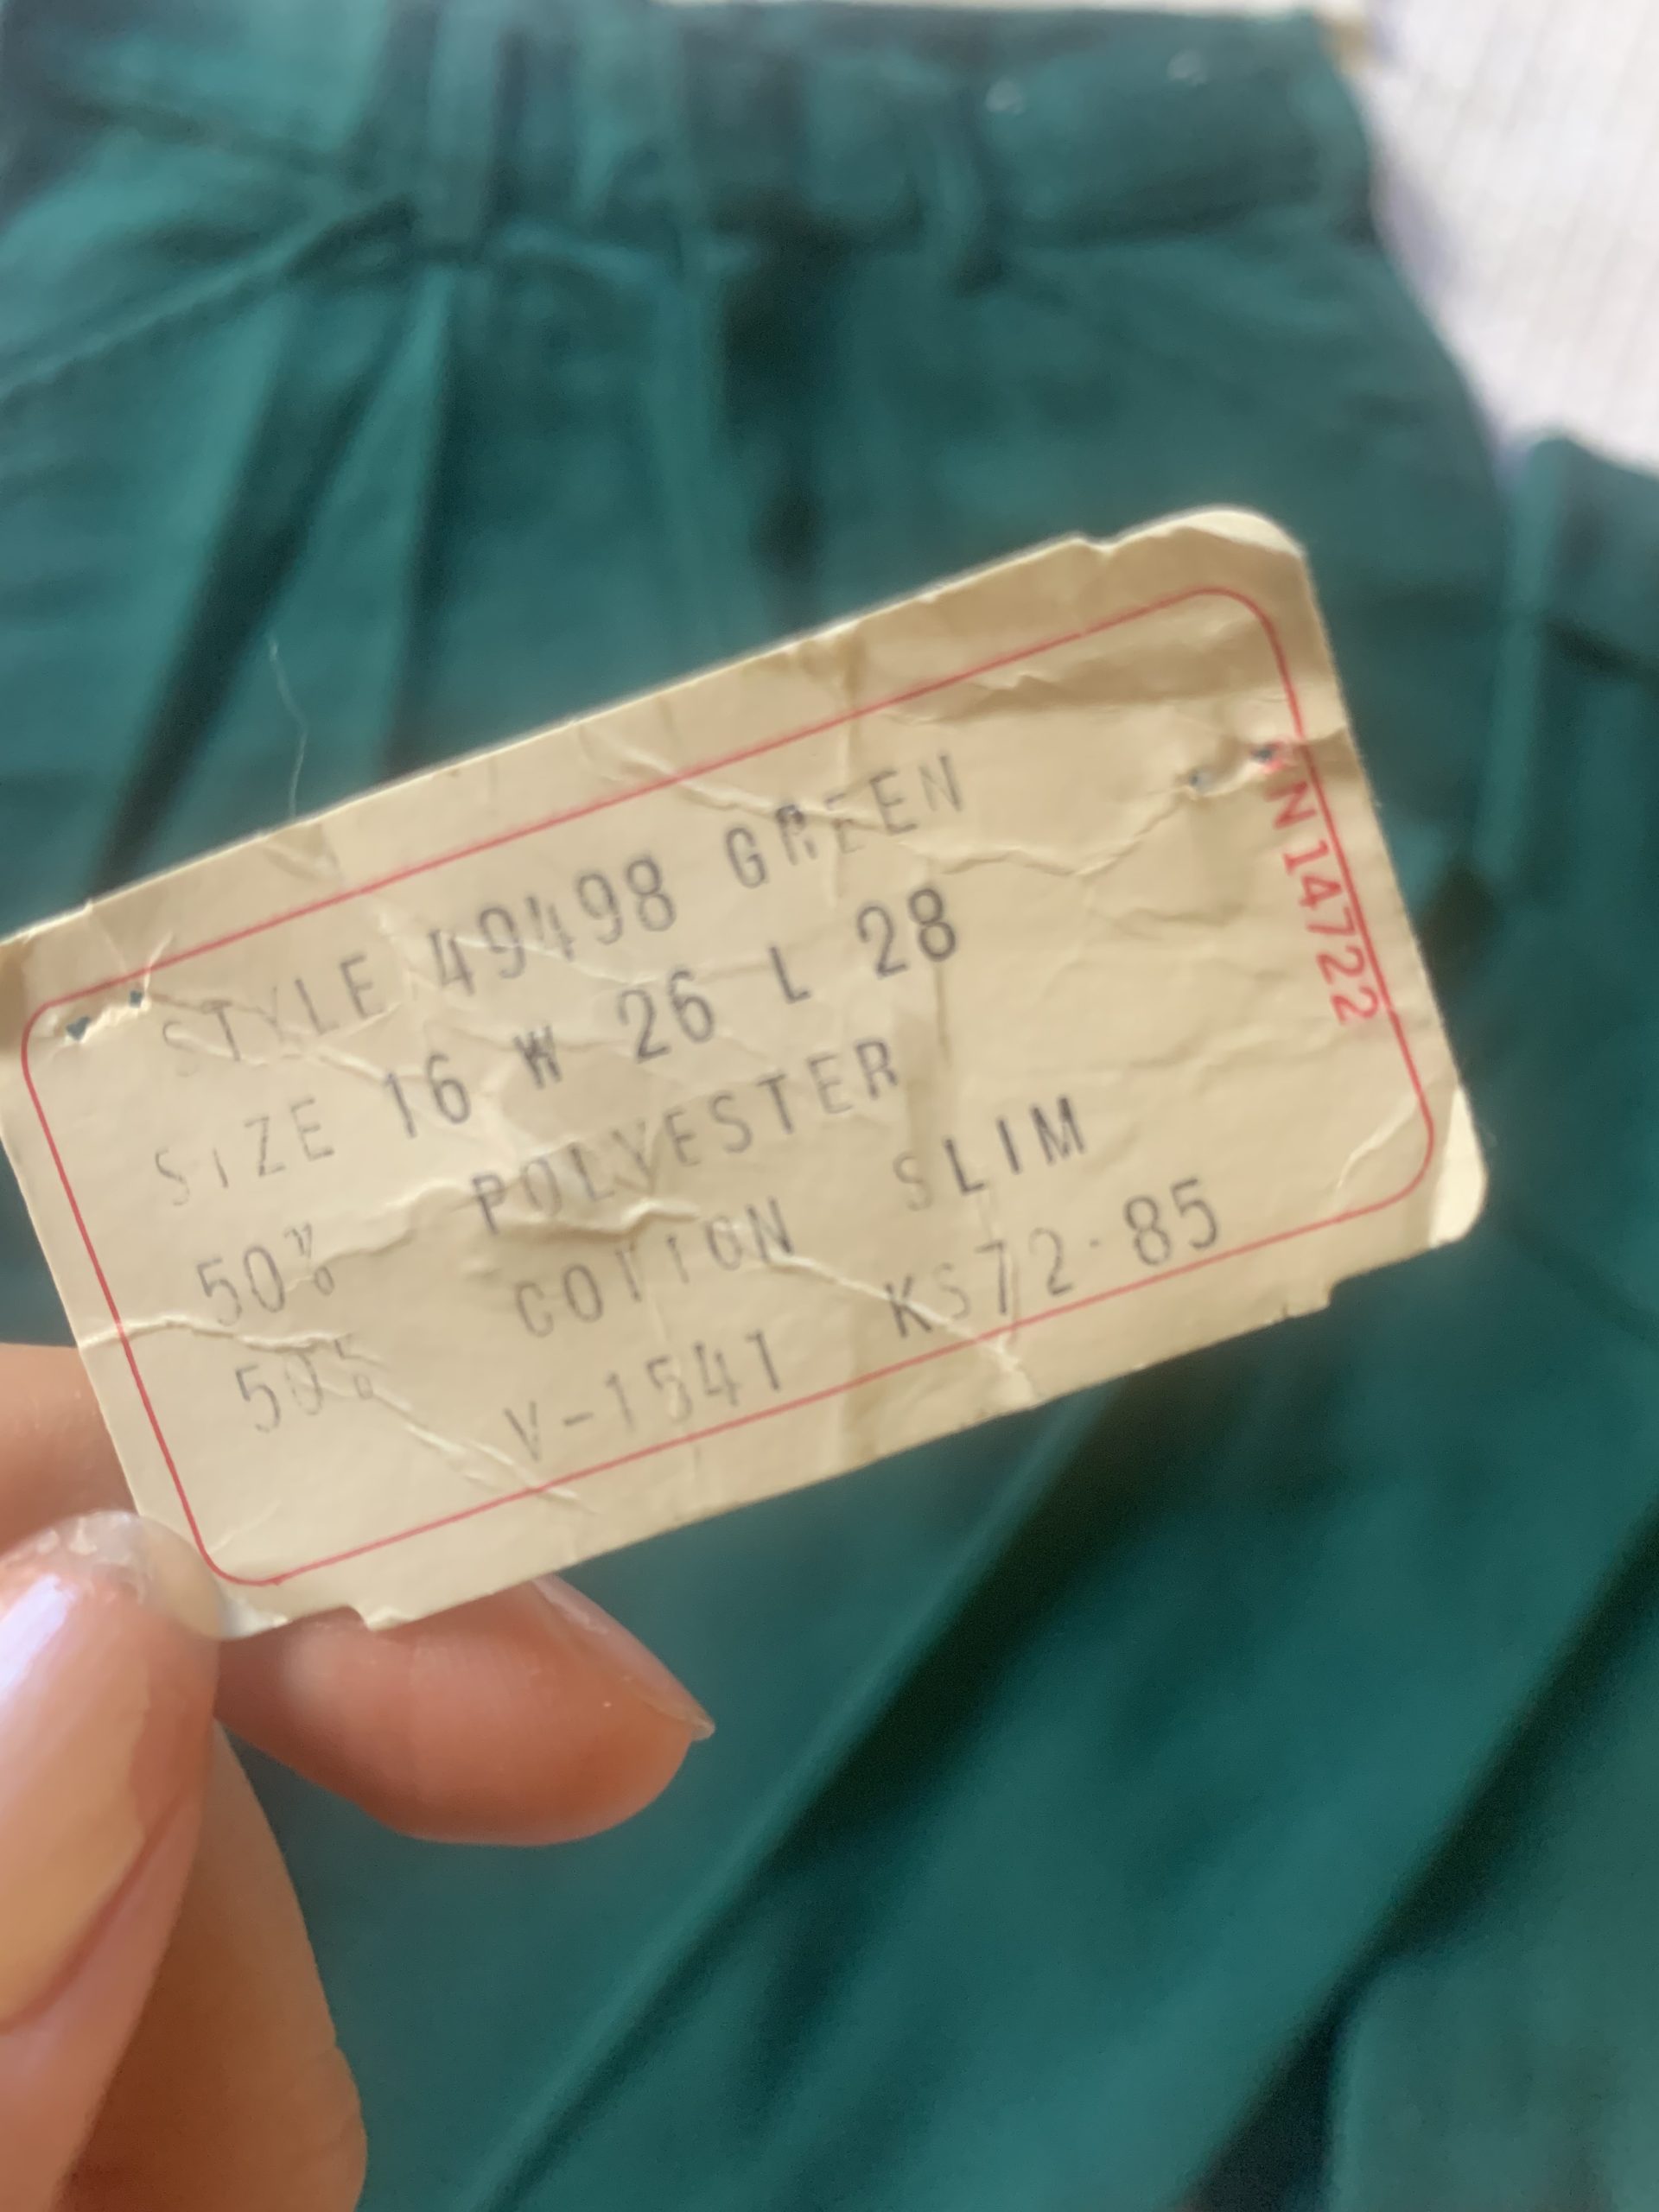 STYLE 49498 GREEN
SIZE 16 W 26 L 28
50% POLYESTER
50% COTTON SLIM
V-1541 KS72·85
N14722